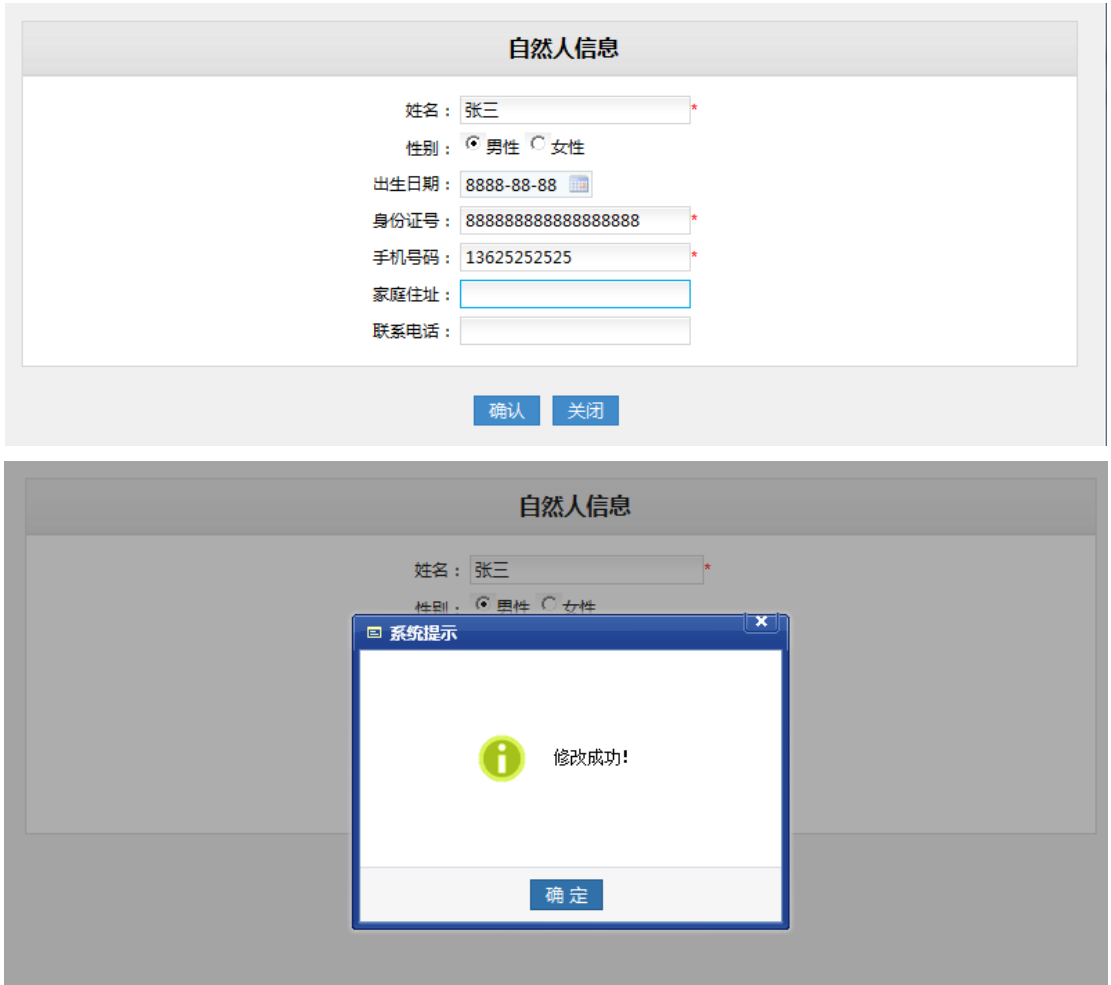 自然人信息
姓名： 张三 *
性别： 男性 女性
出生日期： 8888-88-88
身份证号： 888888888888888888 *
手机号码： 13625252525 *
家庭住址：
联系电话：
确认 关闭
自然人信息
姓名： 张三 *
性别： 男性 女性
系统提示
修改成功!
确 定